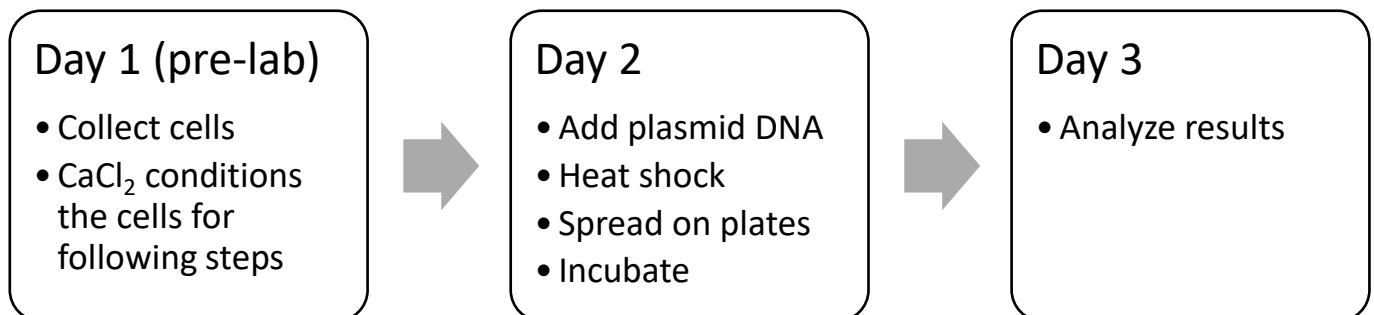 Day 1 (pre-lab)
• Collect cells
• CaCl₂ conditions
the cells for
following steps
Day 2
• Add plasmid DNA
• Heat shock
• Spread on plates
• Incubate
Day 3
• Analyze results